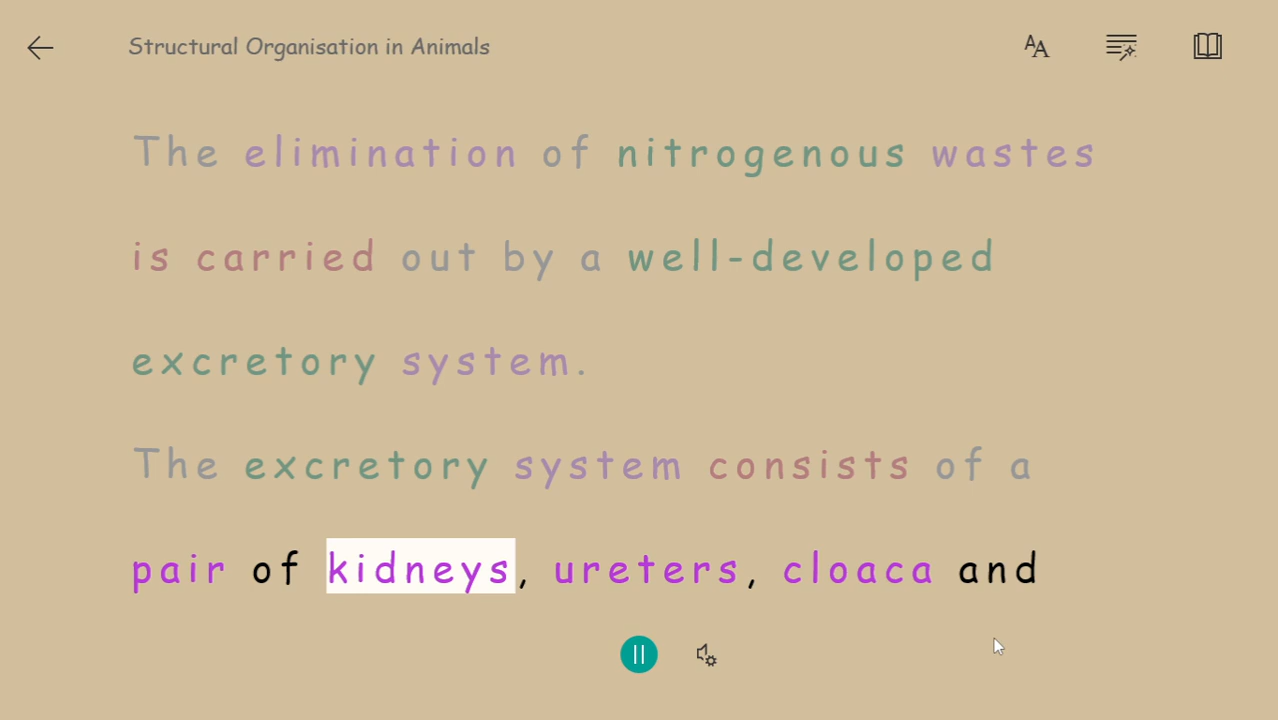 Structural Organisation in Animals
The elimination of nitrogenous wastes
is carried out by a well-developed
excretory system.
The excretory system consists of a
pair of kidneys, ureters, cloaca and